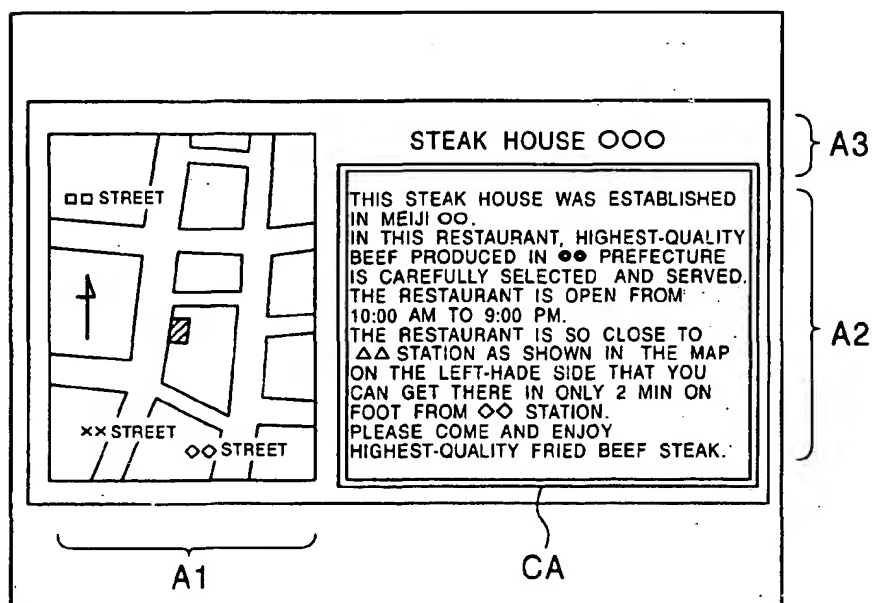 STEAK HOUSE ○○○
A3
□□ STREET
THIS STEAK HOUSE WAS ESTABLISHED
IN MEIJI ○○.
IN THIS RESTAURANT, HIGHEST-QUALITY
BEEF PRODUCED IN ●● PREFECTURE
IS CAREFULLY SELECTED AND SERVED.
THE RESTAURANT IS OPEN FROM
10:00 AM TO 9:00 PM.
THE RESTAURANT IS SO CLOSE TO
△△ STATION AS SHOWN IN THE MAP
ON THE LEFT-HADE SIDE THAT YOU
CAN GET THERE IN ONLY 2 MIN ON
FOOT FROM ◇◇ STATION.
PLEASE COME AND ENJOY
HIGHEST-QUALITY FRIED BEEF STEAK.
A2
×× STREET
◇◇ STREET
A1
CA